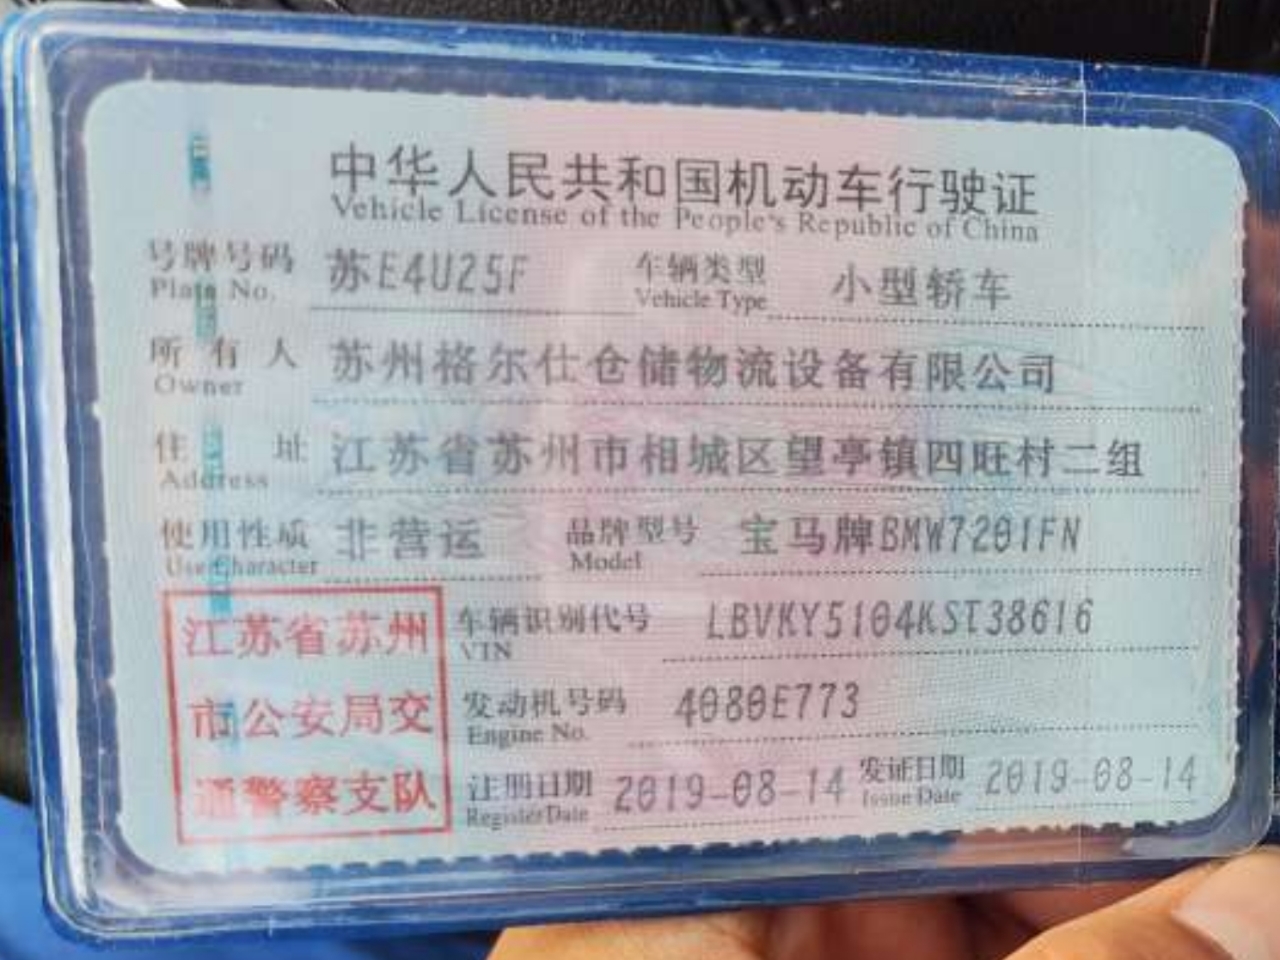 中华人民共和国机动车行驶证
Vehicle License of the People's Republic of China
号牌号码 苏E4U25F 车辆类型 小型轿车
Plate No. Vehicle Type
所有人 苏州格尔仕仓储物流设备有限公司
Owner
住址 江苏省苏州市相城区望亭镇四旺村二组
Address
使用性质 非营运 品牌型号 宝马牌BMW7201FN
Use Character Model
江苏省苏州
市公安局交
通警察支队
车辆识别代号 LBVKY5104KST38616
VIN
发动机号码 4080E773
Engine No.
注册日期 2019-08-14 发证日期 2019-08-14
Register Date Issue Date